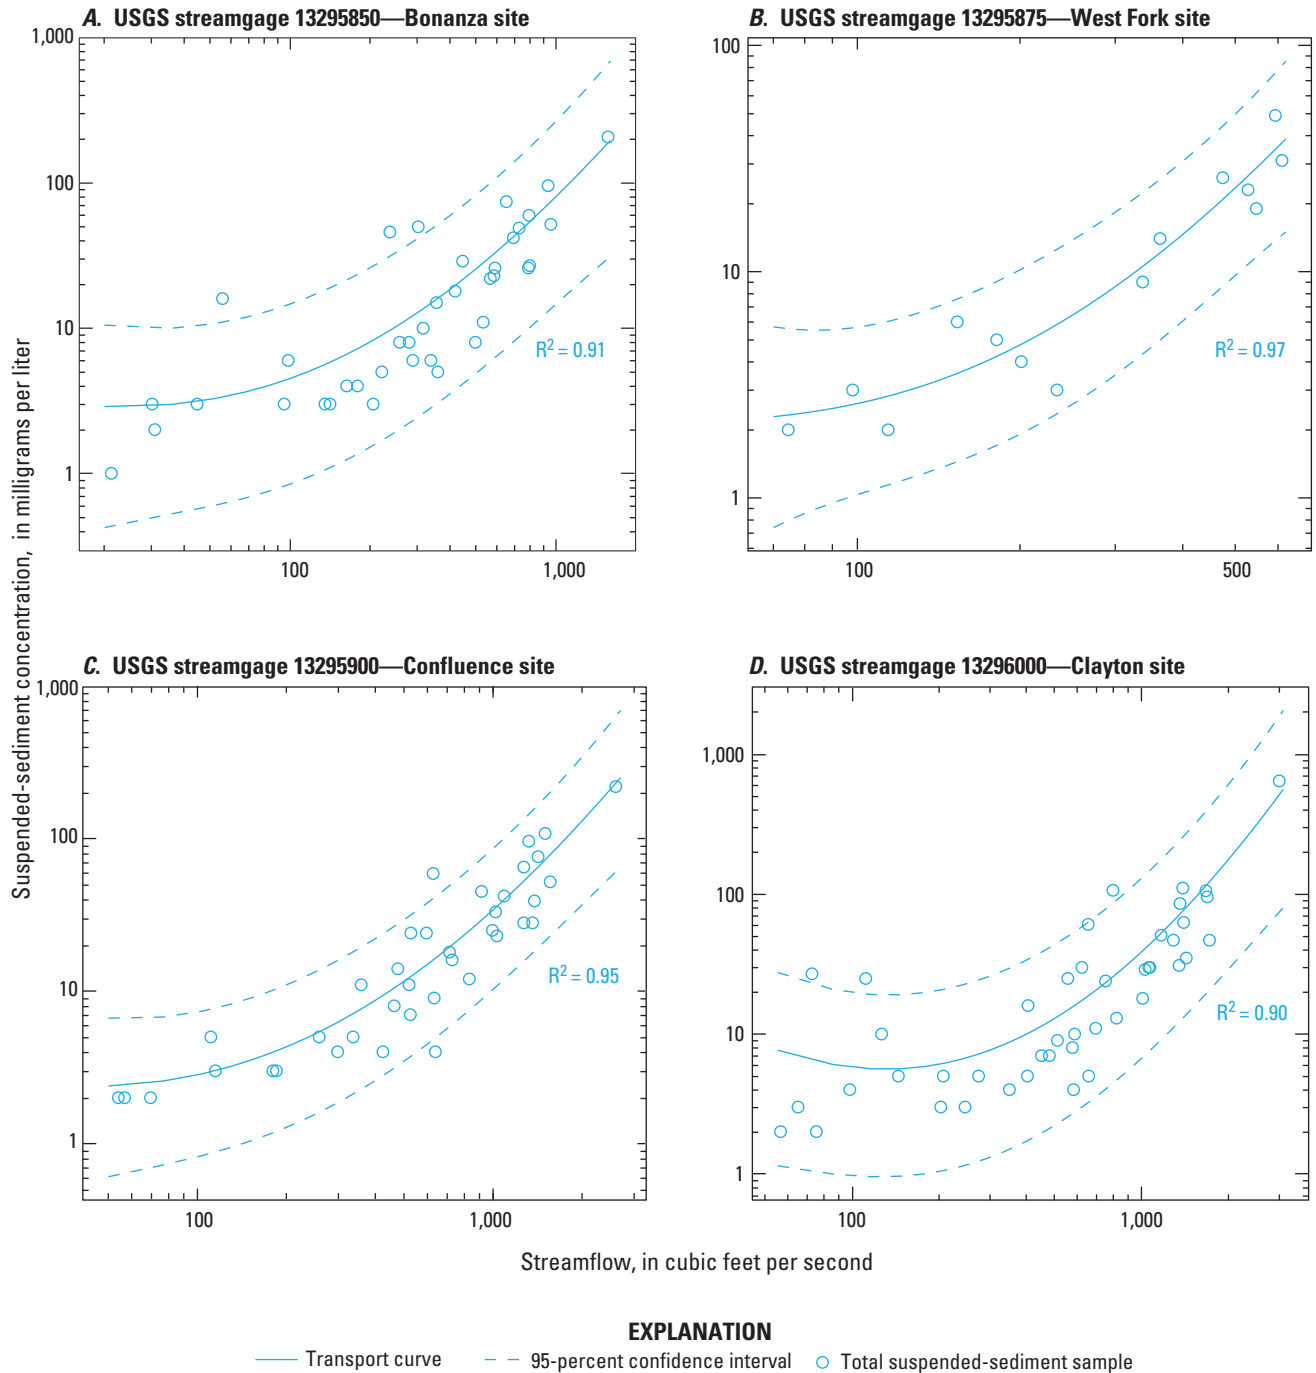 A. USGS streamgage 13295850—Bonanza site
1,000
100
10
1
R2 = 0.91
100
1,000
B. USGS streamgage 13295875—West Fork site
100
10
1
R2 = 0.97
100
500
Suspended-sediment concentration, in milligrams per liter
C. USGS streamgage 13295900—Confluence site
1,000
100
10
1
R2 = 0.95
100
1,000
D. USGS streamgage 13296000—Clayton site
1,000
100
10
1
R2 = 0.90
100
1,000
Streamflow, in cubic feet per second
EXPLANATION
Transport curve
95-percent confidence interval
Total suspended-sediment sample